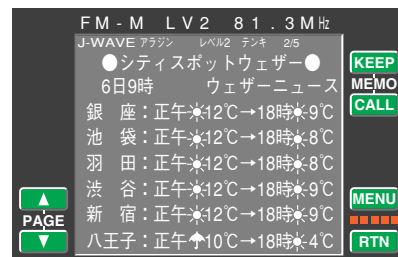 FM-M LV2 81.3MHz
J-WAVE アラジン レベル2 テンキ 2/5
●シティスポットウェザー●
6日9時 ウェザーニュース
銀 座：正午☀12℃→18時☀9℃
池 袋：正午☀12℃→18時☀8℃
羽 田：正午☀12℃→18時☀8℃
渋 谷：正午☀12℃→18時☀9℃
新 宿：正午☀12℃→18時☀9℃
八王子：正午☂10℃→18時☀4℃
KEEP
MEMO
CALL
MENU
RTN
PAGE